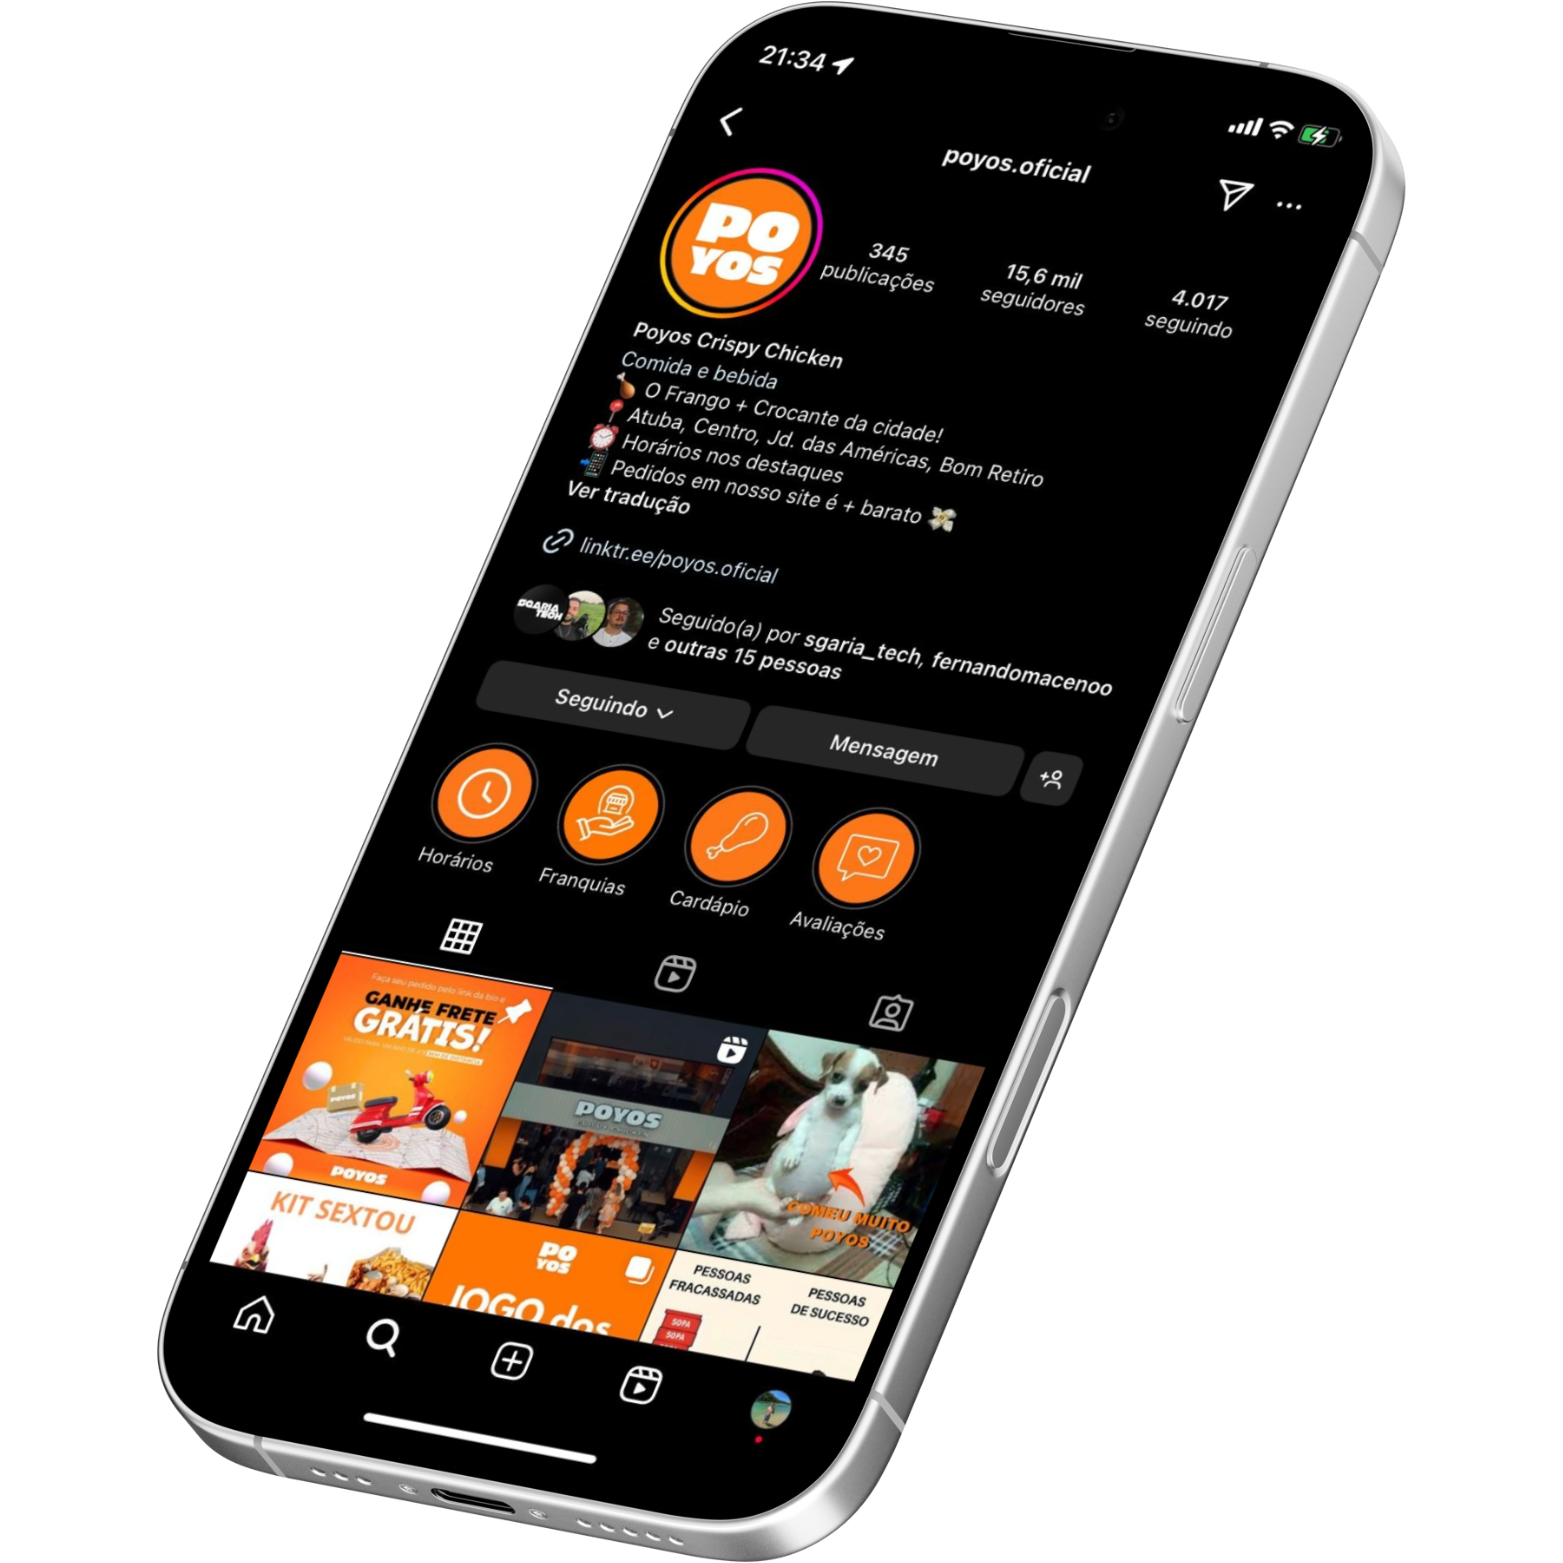 21:34
poyos.oficial
PO
YOS
345
publicações
15,6 mil
seguidores
4.017
seguindo
Poyos Crispy Chicken
Comida e bebida
O Frango + Crocante da cidade!
Atuba, Centro, Jd. das Américas, Bom Retiro
Horários nos destaques
Pedidos em nosso site é + barato
Ver tradução
linktr.ee/poyos.oficial
SGARIA
TECH
Seguido(a) por sgaria_tech, fernandomacenoo
e outras 15 pessoas
Seguindo
Mensagem
Horários
Franquias
Cardápio
Avaliações
Faça seu pedido pelo link da bio e
GANHE FRETE
GRÁTIS!
POYOS
POYOS
POYOS
COMEU MUITO
POYOS
KIT SEXTOU
PO
YOS
JOGO dos
PESSOAS
FRACASSADAS
PESSOAS
DE SUCESSO
SOPA
SOPA